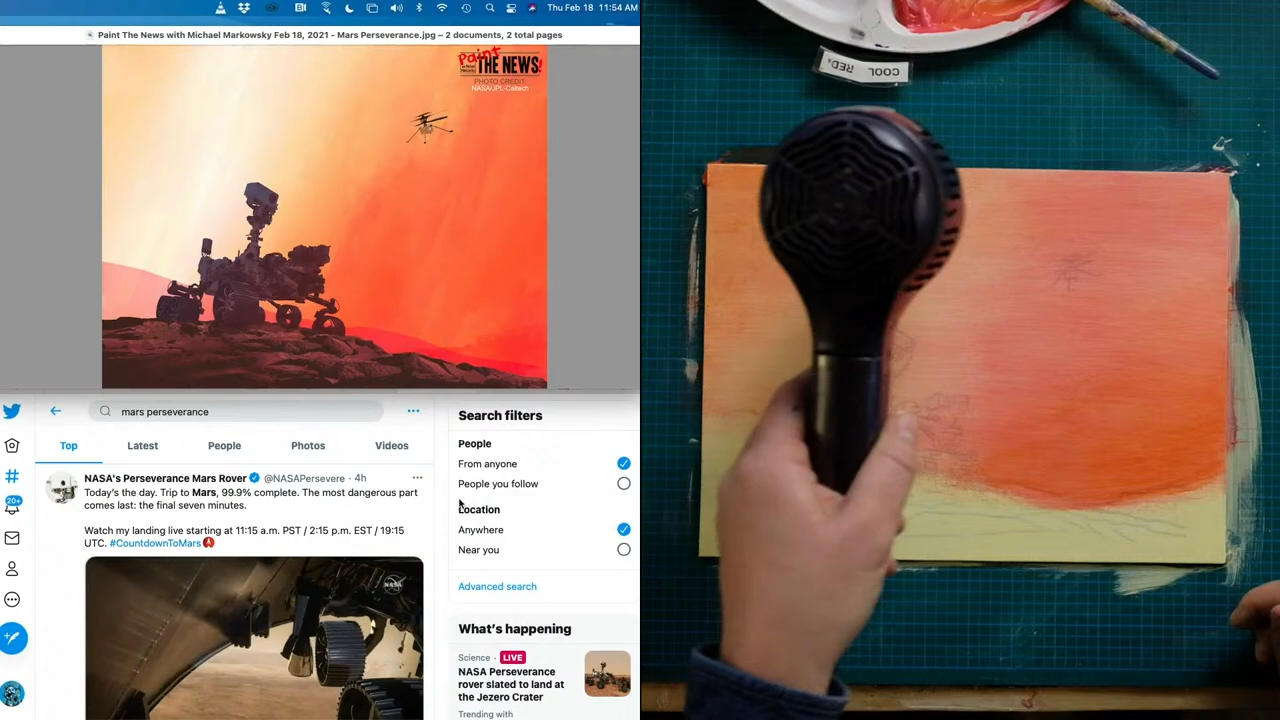 Thu Feb 18 11:54 AM
Paint The News with Michael Markowsky Feb 18, 2021 - Mars Perseverance.jpg – 2 documents, 2 total pages
Paint
THE NEWS!
PHOTO CREDIT:
NASA/JPL-Caltech
COOL
RED
mars perseverance
Top
Latest
People
Photos
Videos
NASA's Perseverance Mars Rover @NASAPersevere · 4h
Today's the day. Trip to Mars, 99.9% complete. The most dangerous part
comes last: the final seven minutes.
Watch my landing live starting at 11:15 a.m. PST / 2:15 p.m. EST / 19:15
UTC. #CountdownToMars
NASA
20+
Search filters
People
From anyone
People you follow
Location
Anywhere
Near you
Advanced search
What's happening
Science · LIVE
NASA Perseverance
rover slated to land at
the Jezero Crater
Trending with